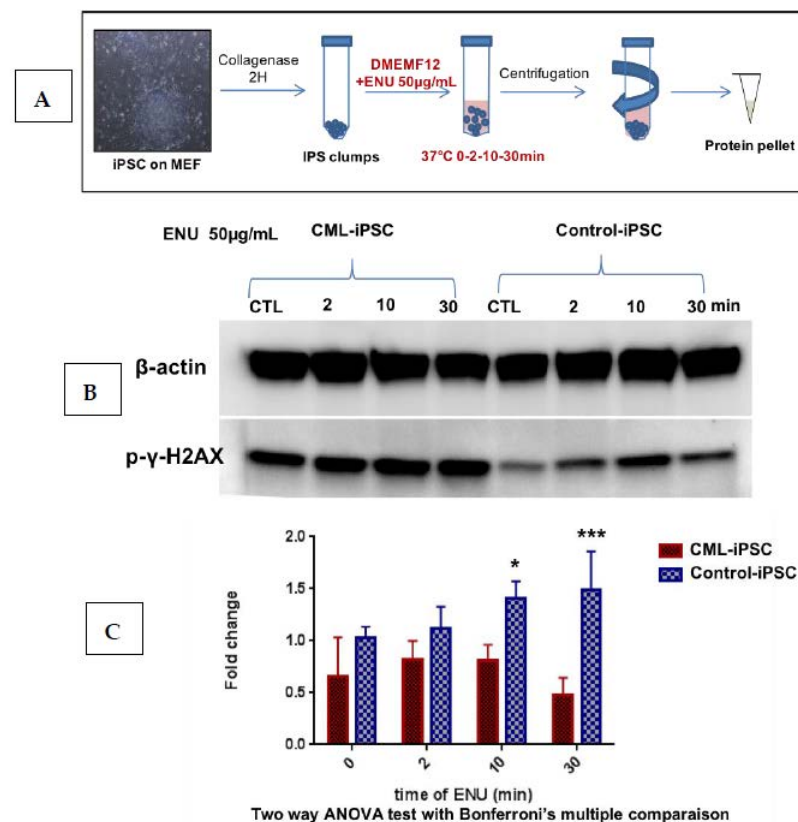 A
Collagenase
2H
DMEMF12
+ENU 50µg/mL
Centrifugation
iPSC on MEF
IPS clumps
37°C 0-2-10-30min
Protein pellet
ENU 50µg/mL
CML-iPSC
Control-iPSC
CTL 2 10 30 CTL 2 10 30 min
B
β-actin
p-γ-H2AX
C
Fold change
2.0
1.5
1.0
0.5
0.0
* ***
CML-iPSC
Control-iPSC
0 2 10 30
time of ENU (min)
Two way ANOVA test with Bonferroni's multiple comparaison